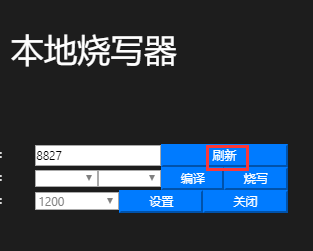 本地烧写器
: 8827 刷新
: 编译 烧写
: 1200 设置 关闭